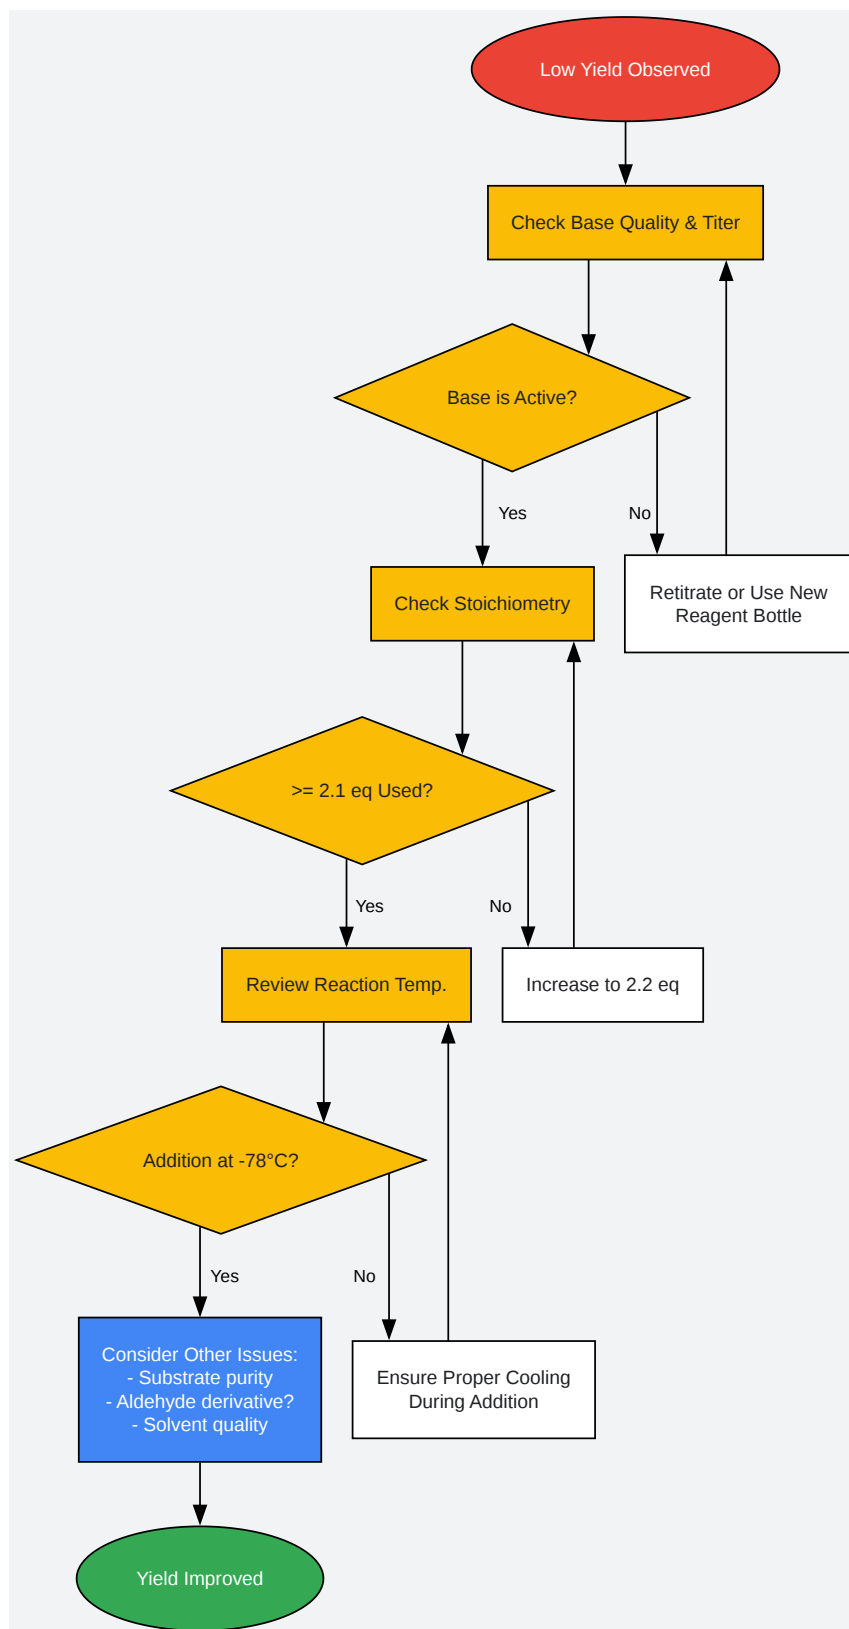 Low Yield Observed
Check Base Quality & Titer
Base is Active?
Yes
No
Retitrate or Use New
Reagent Bottle
Check Stoichiometry
>= 2.1 eq Used?
Yes
No
Review Reaction Temp.
Increase to 2.2 eq
Addition at -78°C?
Yes
No
Consider Other Issues:
- Substrate purity
- Aldehyde derivative?
- Solvent quality
Ensure Proper Cooling
During Addition
Yield Improved